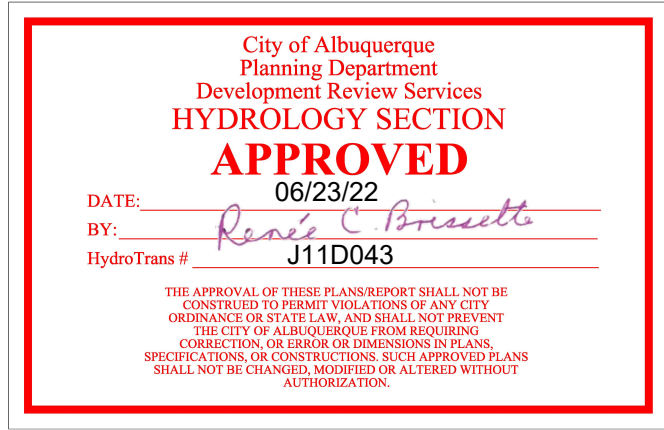 City of Albuquerque
Planning Department
Development Review Services
HYDROLOGY SECTION
APPROVED
DATE: 06/23/22
BY: Renée C. Brissette
HydroTrans # J11D043
THE APPROVAL OF THESE PLANS/REPORT SHALL NOT BE
CONSTRUED TO PERMIT VIOLATIONS OF ANY CITY
ORDINANCE OR STATE LAW, AND SHALL NOT PREVENT
THE CITY OF ALBUQUERQUE FROM REQUIRING
CORRECTION, OR ERROR OR DIMENSIONS IN PLANS,
SPECIFICATIONS, OR CONSTRUCTIONS. SUCH APPROVED PLANS
SHALL NOT BE CHANGED, MODIFIED OR ALTERED WITHOUT
AUTHORIZATION.